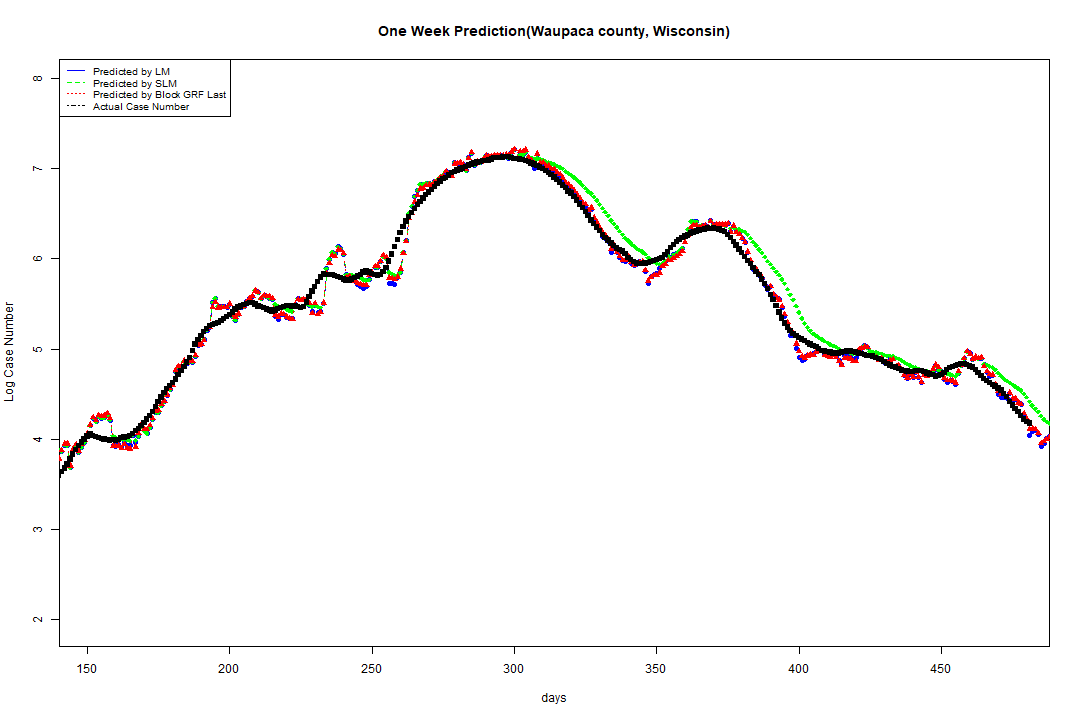 One Week Prediction(Waupaca county, Wisconsin)
Predicted by LM
Predicted by SLM
Predicted by Block GRF Last
Actual Case Number
Log Case Number
8
7
6
5
4
3
2
150 200 250 300 350 400 450
days